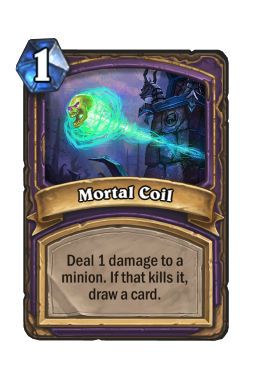 1
Mortal Coil
Deal 1 damage to a
minion. If that kills it,
draw a card.